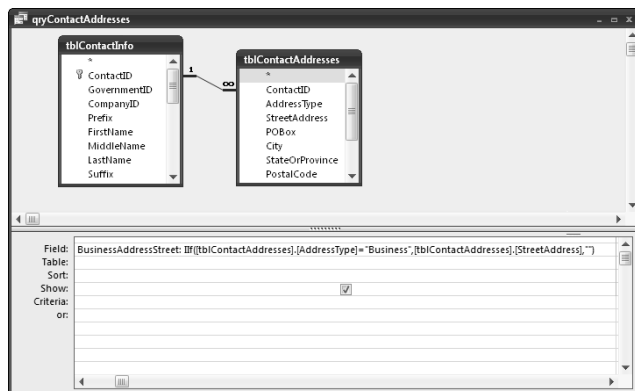 qryContactAddresses
tblContactInfo
*
ContactID
GovernmentID
CompanyID
Prefix
FirstName
MiddleName
LastName
Suffix
1
∞
tblContactAddresses
*
ContactID
AddressType
StreetAddress
POBox
City
StateOrProvince
PostalCode
Field: BusinessAddressStreet: IIf([tblContactAddresses].[AddressType]="Business",[tblContactAddresses].[StreetAddress],"")
Table:
Sort:
Show:
Criteria:
or: